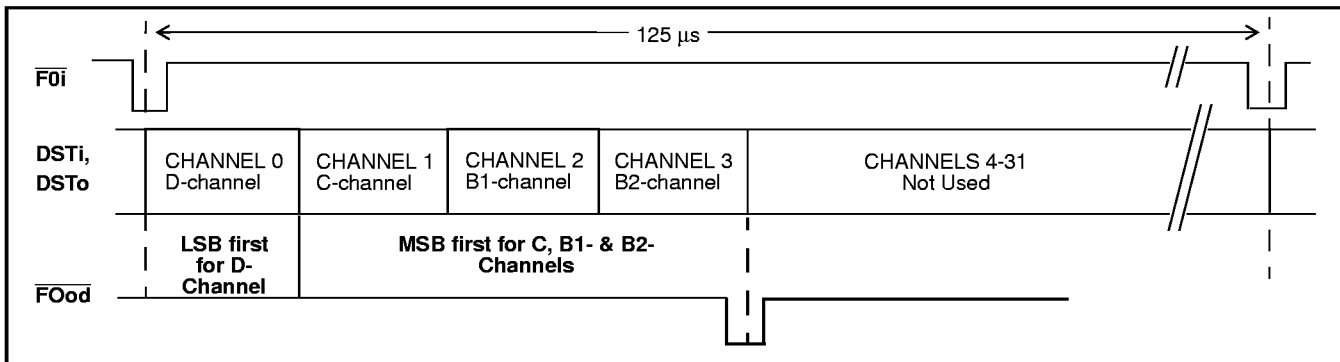 125 µs
F0i
DSTi,
DSTo
CHANNEL 0
D-channel
CHANNEL 1
C-channel
CHANNEL 2
B1-channel
CHANNEL 3
B2-channel
CHANNELS 4-31
Not Used
LSB first
for D-
Channel
MSB first for C, B1- & B2-
Channels
FOod